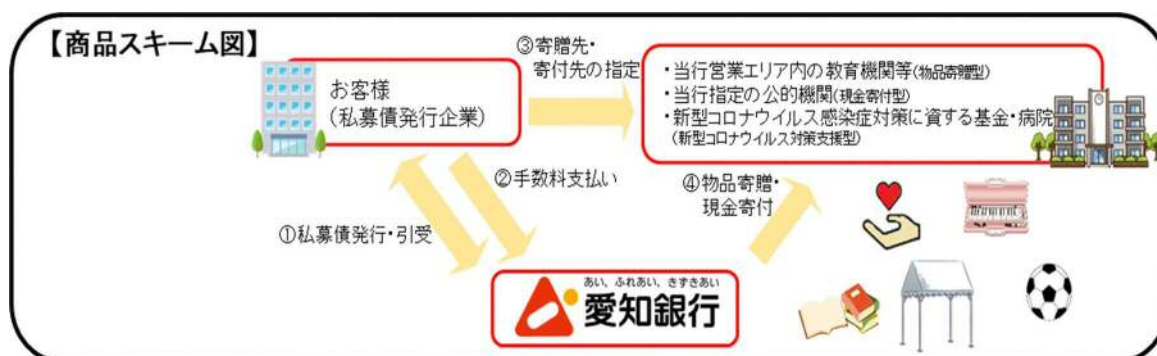 【商品スキーム図】
お客様
(私募債発行企業)
③寄贈先・
寄付先の指定
・当行営業エリア内の教育機関等(物品寄贈型)
・当行指定の公的機関(現金寄付型)
・新型コロナウイルス感染症対策に資する基金・病院
(新型コロナウイルス対策支援型)
②手数料支払い
①私募債発行・引受
④物品寄贈・
現金寄付
あい、ふれあい、きずきあい
愛知銀行